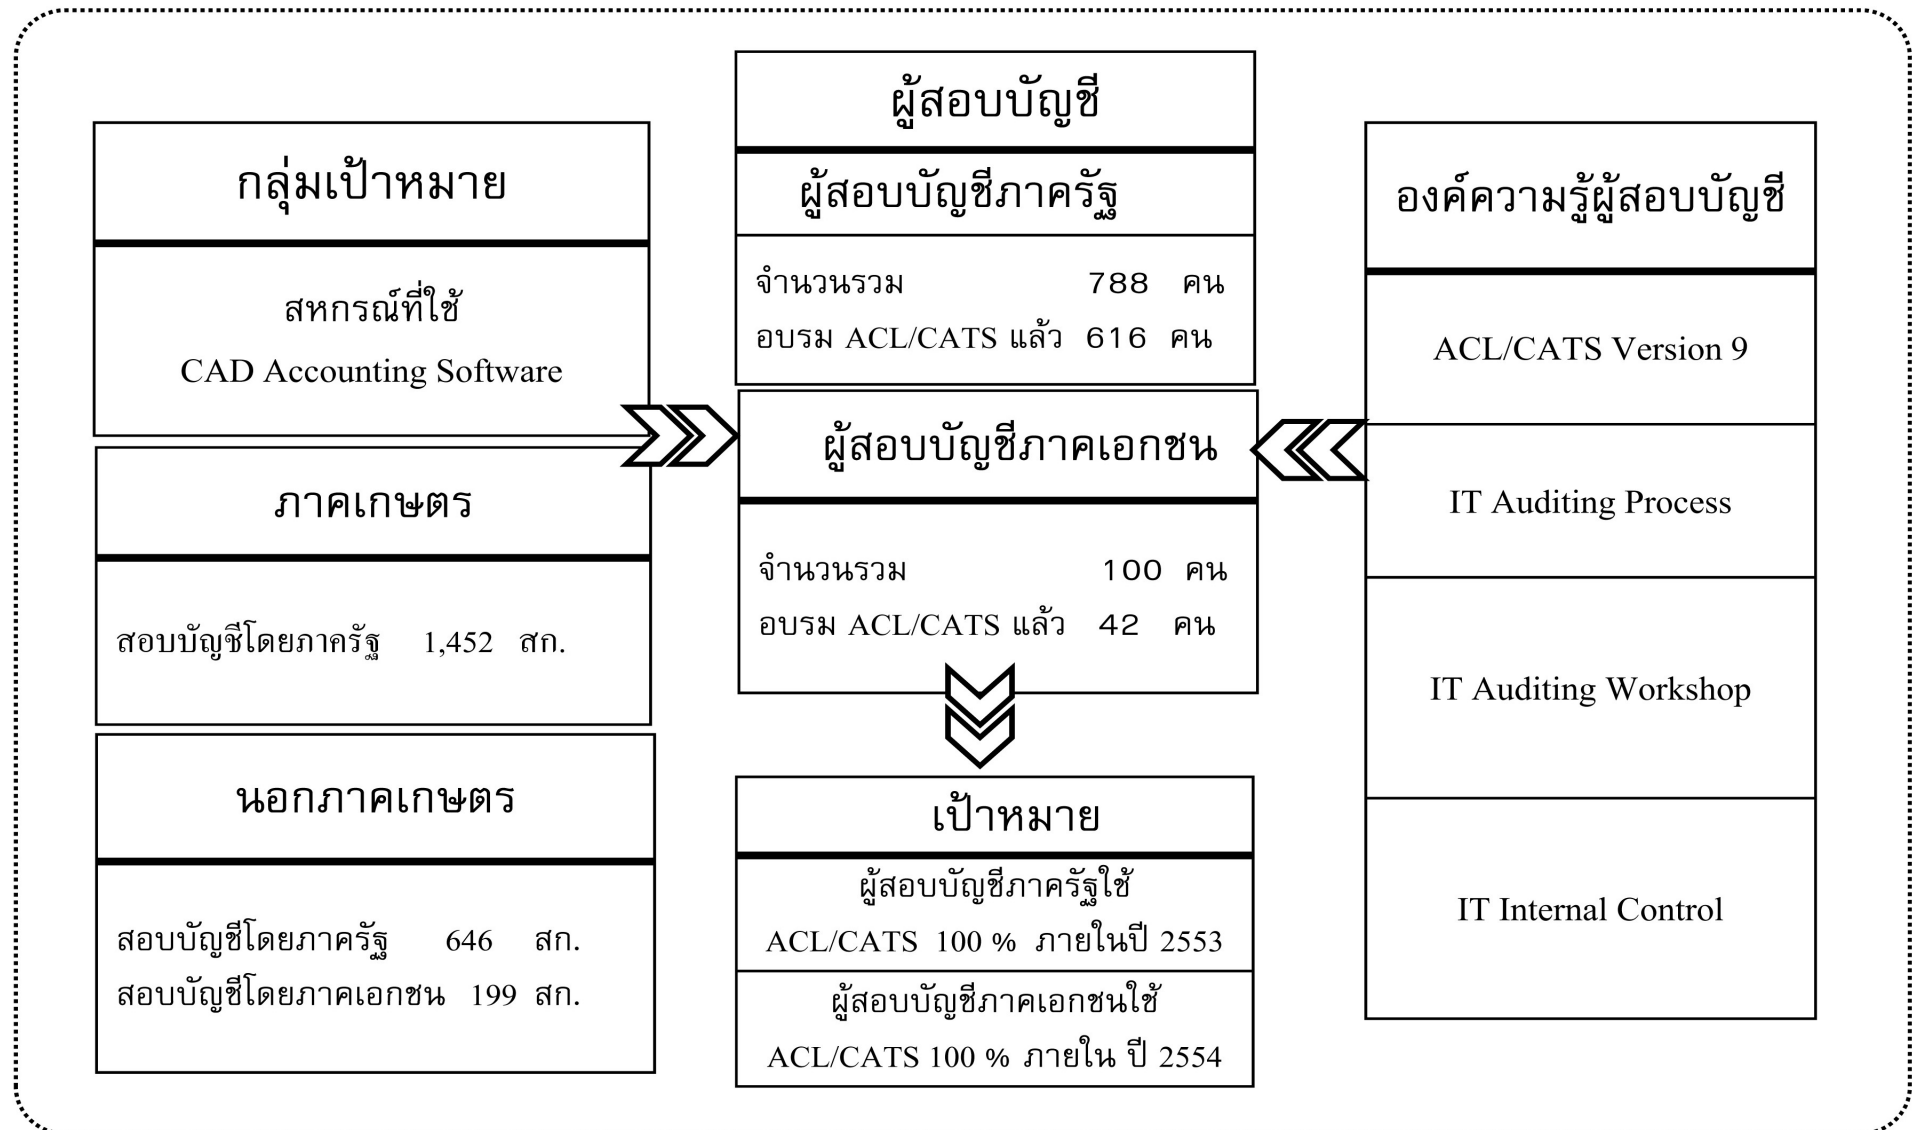 กลุ่มเป้าหมาย
สหกรณ์ที่ใช้
CAD Accounting Software
ภาคเกษตร
สอบบัญชีโดยภาครัฐ 1,452 สก.
นอกภาคเกษตร
สอบบัญชีโดยภาครัฐ 646 สก.
สอบบัญชีโดยภาคเอกชน 199 สก.
ผู้สอบบัญชี
ผู้สอบบัญชีภาครัฐ
จำนวนรวม 788 คน
อบรม ACL/CATS แล้ว 616 คน
ผู้สอบบัญชีภาคเอกชน
จำนวนรวม 100 คน
อบรม ACL/CATS แล้ว 42 คน
เป้าหมาย
ผู้สอบบัญชีภาครัฐใช้
ACL/CATS 100 % ภายในปี 2553
ผู้สอบบัญชีภาคเอกชนใช้
ACL/CATS 100 % ภายใน ปี 2554
องค์ความรู้ผู้สอบบัญชี
ACL/CATS Version 9
IT Auditing Process
IT Auditing Workshop
IT Internal Control